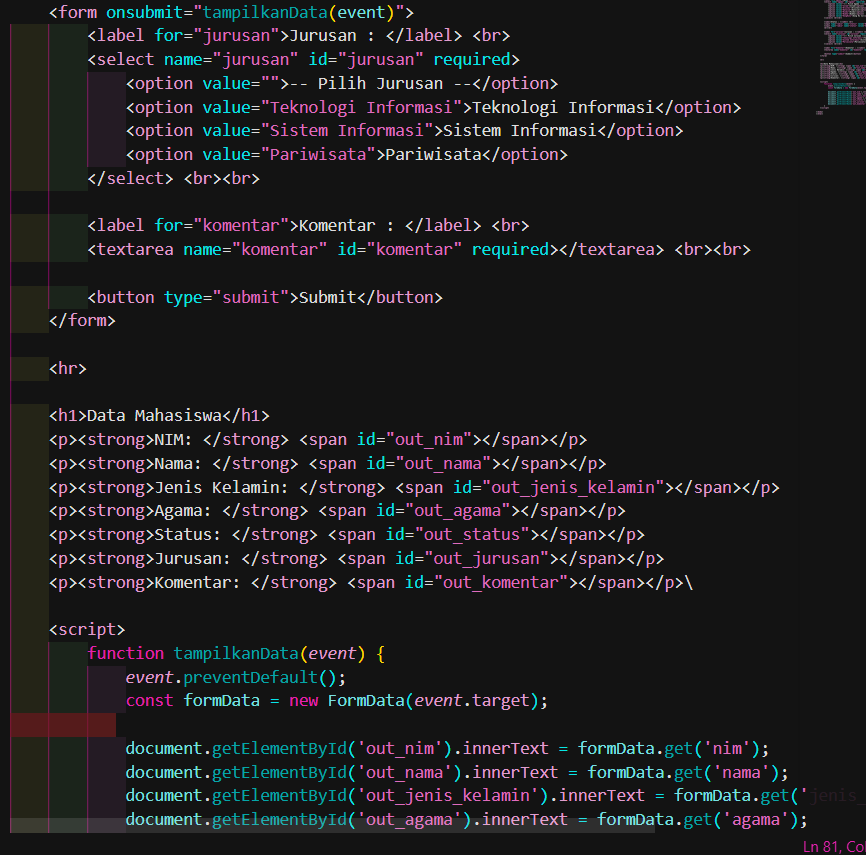 <form onsubmit="tampilkanData(event)">
<label for="jurusan">Jurusan : </label> <br>
<select name="jurusan" id="jurusan" required>
<option value="">-- Pilih Jurusan --</option>
<option value="Teknologi Informasi">Teknologi Informasi</option>
<option value="Sistem Informasi">Sistem Informasi</option>
<option value="Pariwisata">Pariwisata</option>
</select> <br><br>
<label for="komentar">Komentar : </label> <br>
<textarea name="komentar" id="komentar" required></textarea> <br><br>
<button type="submit">Submit</button>
</form>
<hr>
<h1>Data Mahasiswa</h1>
<p><strong>NIM: </strong> <span id="out_nim"></span></p>
<p><strong>Nama: </strong> <span id="out_nama"></span></p>
<p><strong>Jenis Kelamin: </strong> <span id="out_jenis_kelamin"></span></p>
<p><strong>Agama: </strong> <span id="out_agama"></span></p>
<p><strong>Status: </strong> <span id="out_status"></span></p>
<p><strong>Jurusan: </strong> <span id="out_jurusan"></span></p>
<p><strong>Komentar: </strong> <span id="out_komentar"></span></p>\
<script>
function tampilkanData(event) {
event.preventDefault();
const formData = new FormData(event.target);
document.getElementById('out_nim').innerText = formData.get('nim');
document.getElementById('out_nama').innerText = formData.get('nama');
document.getElementById('out_jenis_kelamin').innerText = formData.get('jenis_
document.getElementById('out_agama').innerText = formData.get('agama');
Ln 81, Co